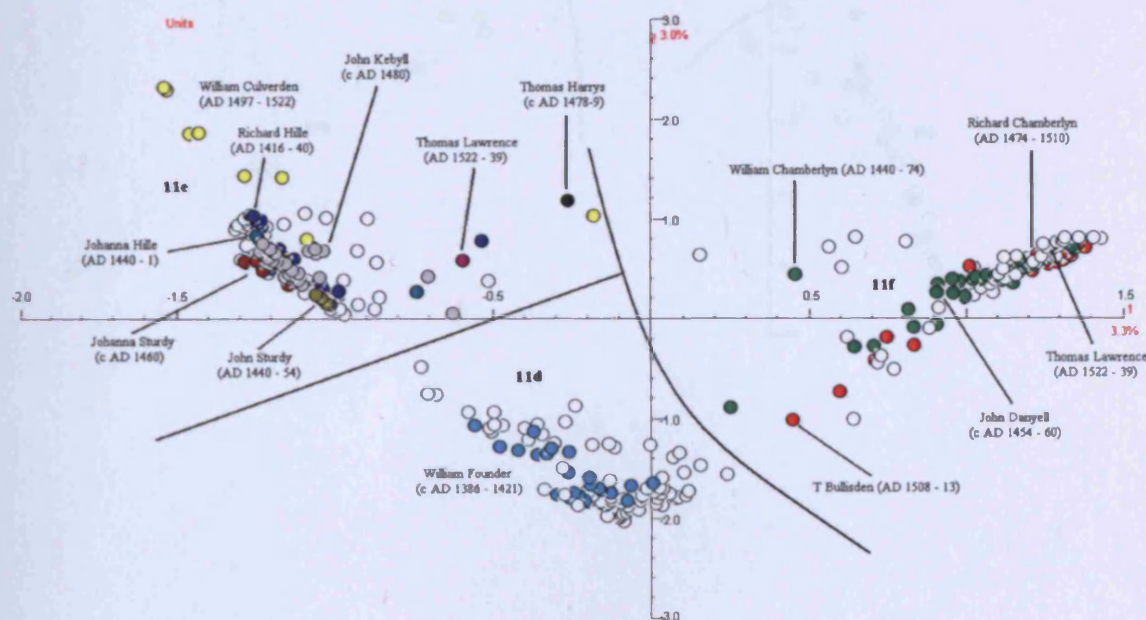 Units
3.0
3.0%
John Kebyll
(c AD 1480)
William Culverden
(AD 1497 - 1522)
Thomas Harrys
(c AD 1478-9)
2.0
Richard Hille
(AD 1416 - 40)
Thomas Lawrence
(AD 1522 - 39)
Richard Chamberlyn
(AD 1474 - 1510)
William Chamberlyn (AD 1440 - 74)
11e
1.0
Johanna Hille
(AD 1440 - 1)
11f
-2.0
-1.5
-0.5
0.5
1.5
1
3.3%
Johanna Sturdy
(c AD 1460)
John Sturdy
(AD 1440 - 54)
Thomas Lawrence
(AD 1522 - 39)
11d
-1.0
John Danyell
(c AD 1454 - 60)
William Founder
(c AD 1386 - 1421)
T Bullisden (AD 1508 - 13)
-2.0
-3.0